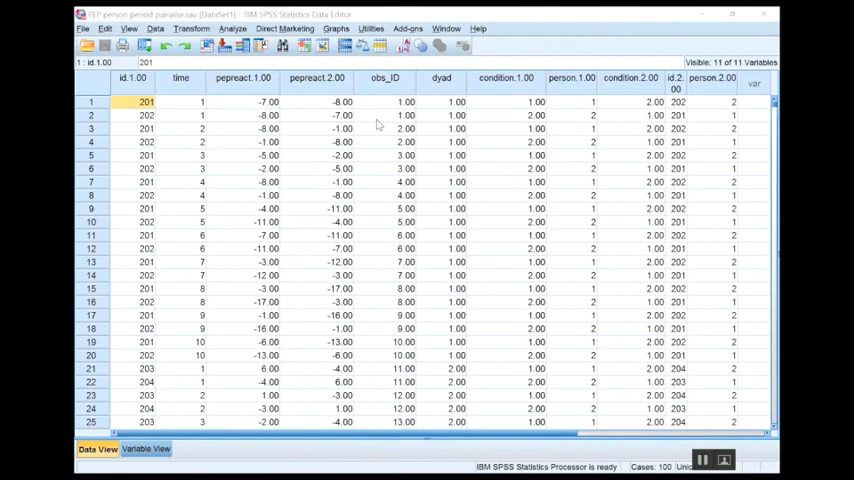 PEP person period pairwise.sav [DataSet1] - IBM SPSS Statistics Data Editor
File Edit View Data Transform Analyze Direct Marketing Graphs Utilities Add-ons Window Help
1 : id.1.00 201 Visible: 11 of 11 Variables
id.1.00 time pepreact.1.00 pepreact.2.00 obs_ID dyad condition.1.00 person.1.00 condition.2.00 id.2.00 person.2.00 var
1 201 1 -7.00 -8.00 1.00 1.00 1.00 1 2.00 202 2
2 202 1 -8.00 -7.00 1.00 1.00 2.00 2 1.00 201 1
3 201 2 -8.00 -1.00 2.00 1.00 1.00 1 2.00 202 2
4 202 2 -1.00 -8.00 2.00 1.00 2.00 2 1.00 201 1
5 201 3 -5.00 -2.00 3.00 1.00 1.00 1 2.00 202 2
6 202 3 -2.00 -5.00 3.00 1.00 2.00 2 1.00 201 1
7 201 4 -8.00 -1.00 4.00 1.00 1.00 1 2.00 202 2
8 202 4 -1.00 -8.00 4.00 1.00 2.00 2 1.00 201 1
9 201 5 -4.00 -11.00 5.00 1.00 1.00 1 2.00 202 2
10 202 5 -11.00 -4.00 5.00 1.00 2.00 2 1.00 201 1
11 201 6 -7.00 -11.00 6.00 1.00 1.00 1 2.00 202 2
12 202 6 -11.00 -7.00 6.00 1.00 2.00 2 1.00 201 1
13 201 7 -3.00 -12.00 7.00 1.00 1.00 1 2.00 202 2
14 202 7 -12.00 -3.00 7.00 1.00 2.00 2 1.00 201 1
15 201 8 -3.00 -17.00 8.00 1.00 1.00 1 2.00 202 2
16 202 8 -17.00 -3.00 8.00 1.00 2.00 2 1.00 201 1
17 201 9 -1.00 -16.00 9.00 1.00 1.00 1 2.00 202 2
18 202 9 -16.00 -1.00 9.00 1.00 2.00 2 1.00 201 1
19 201 10 -6.00 -13.00 10.00 1.00 1.00 1 2.00 202 2
20 202 10 -13.00 -6.00 10.00 1.00 2.00 2 1.00 201 1
21 203 1 6.00 -4.00 11.00 2.00 1.00 1 2.00 204 2
22 204 1 -4.00 6.00 11.00 2.00 2.00 2 1.00 203 1
23 203 2 1.00 -3.00 12.00 2.00 1.00 1 2.00 204 2
24 204 2 -3.00 1.00 12.00 2.00 2.00 2 1.00 203 1
25 203 3 -2.00 -4.00 13.00 2.00 1.00 1 2.00 204 2
Data View Variable View
IBM SPSS Statistics Processor is ready Cases: 100